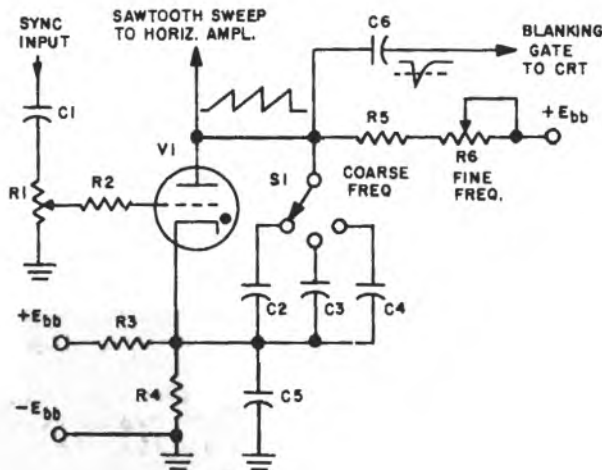 SYNC
INPUT
SAWTOOTH SWEEP
TO HORIZ. AMPL.
C6
BLANKING
GATE
TO CRT
C1
V1
R5
R6
+Ebb
COARSE
FREQ
FINE
FREQ.
R1
R2
S1
C2
C3
C4
+Ebb
R3
R4
C5
-Ebb